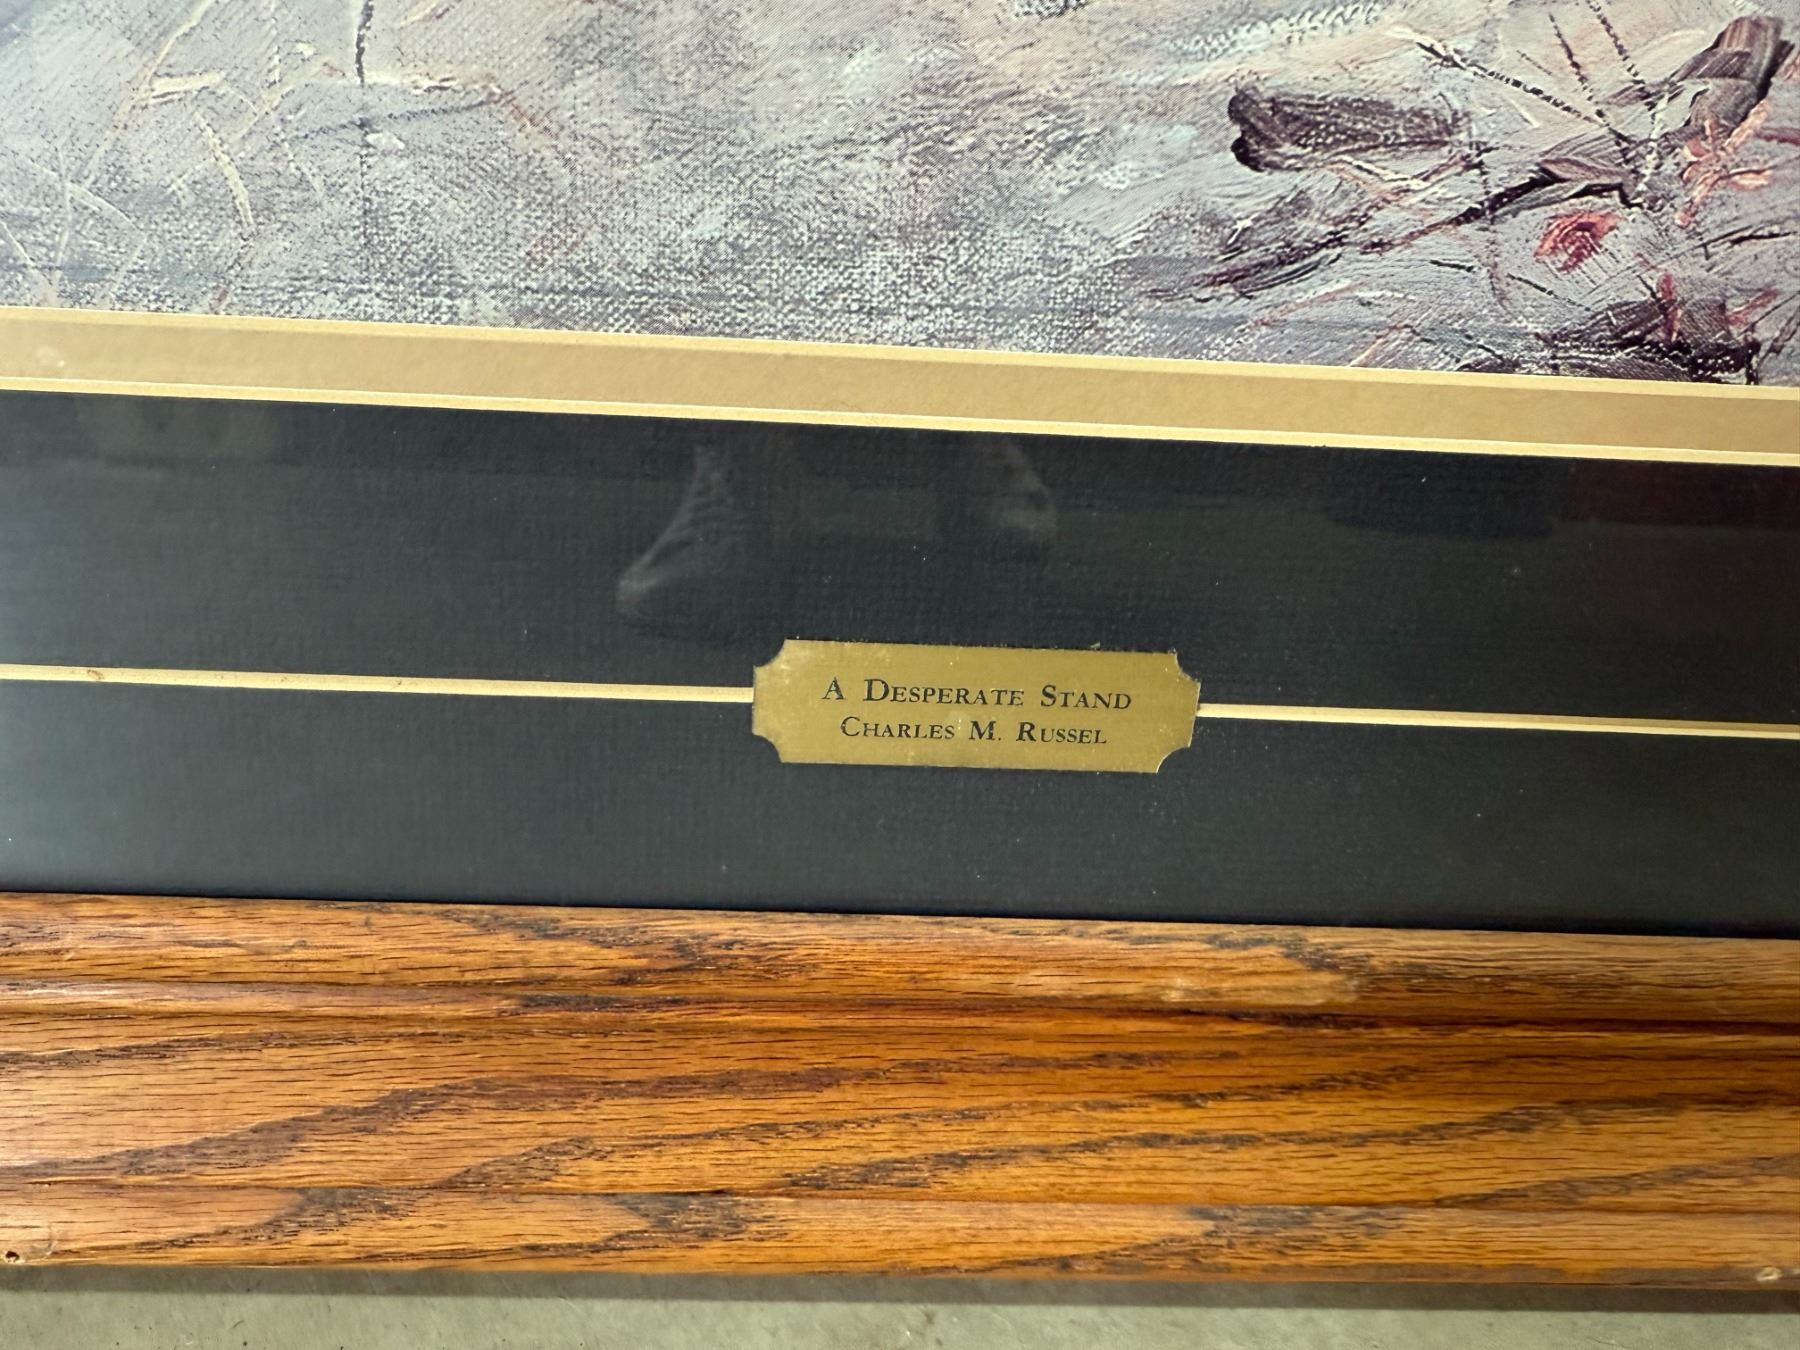 A Desperate Stand
Charles M. Russel